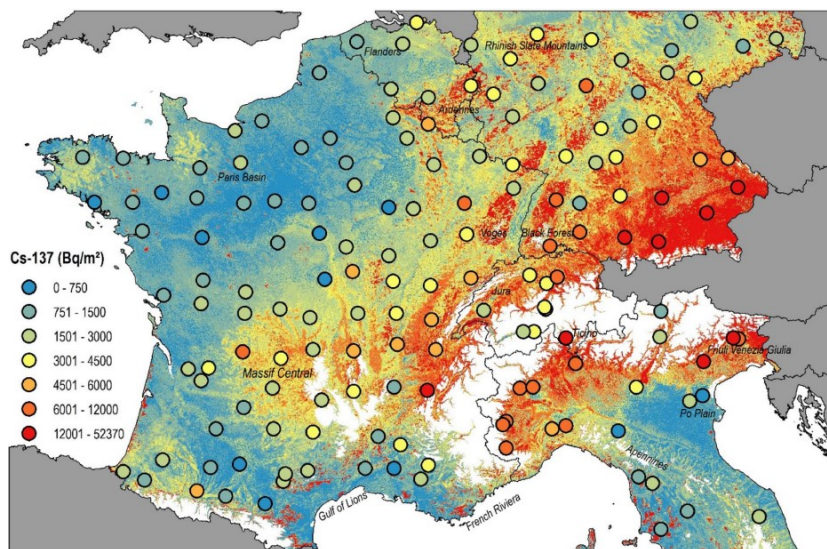 Flanders
Rhinish Slate Mountains
Ardennes
Paris Basin
Vosges
Black Forest
Cs-137 (Bq/m²)
0 - 750
751 - 1500
1501 - 3000
3001 - 4500
4501 - 6000
6001 - 12000
12001 - 52370
Jura
Massif Central
Friuli Venezia Giulia
Po Plain
Apennines
Gulf of Lions
French Riviera